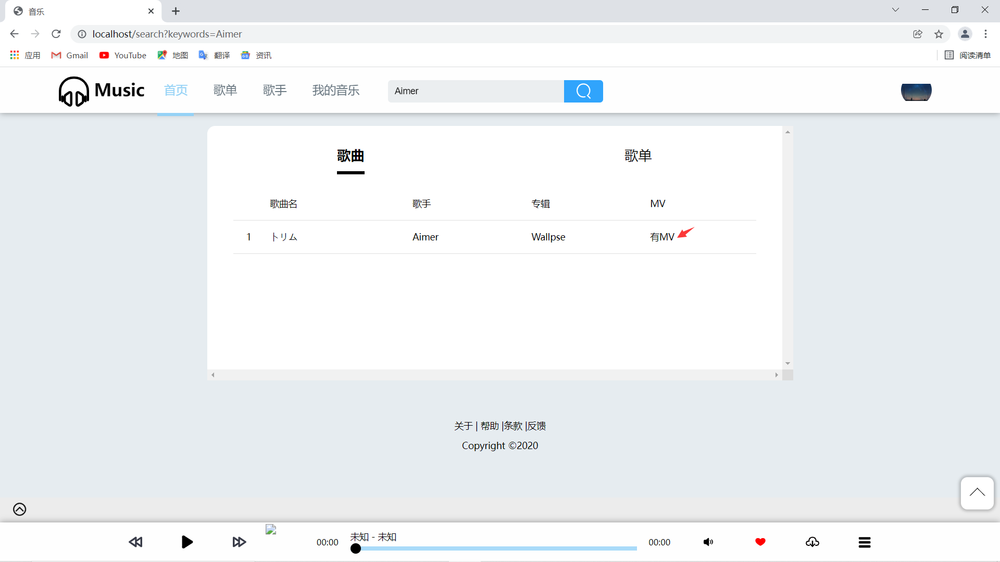 音乐
localhost/search?keywords=Aimer
应用 Gmail YouTube 地图 翻译 资讯 阅读清单
Music 首页 歌单 歌手 我的音乐 Aimer
歌曲 歌单
歌曲名 歌手 专辑 MV
1 トリム Aimer Wallpse 有MV
关于 | 帮助 |条款 |反馈
Copyright ©2020
未知 - 未知
00:00 00:00